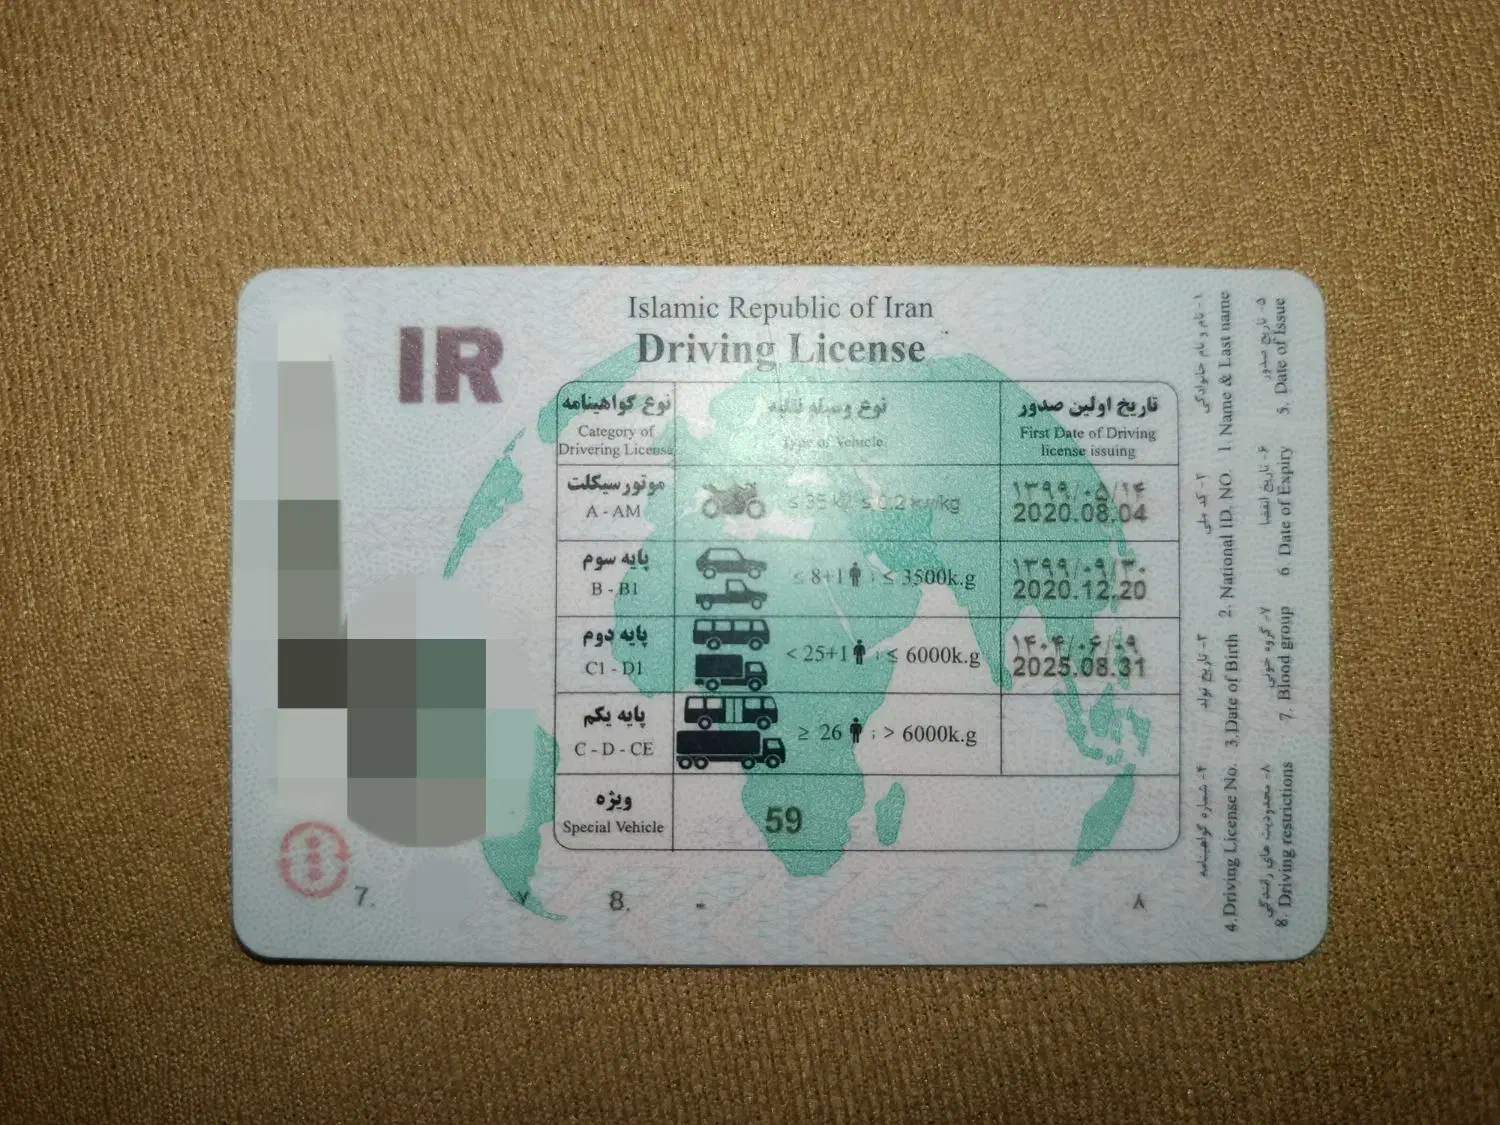 IR
Islamic Republic of Iran
Driving License
نوع گواهینامه
Category of
Drivering License
نوع وسیله نقلیه
Type of Vehicle
تاریخ اولین صدور
First Date of Driving
license issuing
موتورسیکلت
A - AM
≤ 35 kw ≤ 0.2 kw/kg
۱۳۹۹/۰۵/۱۴
2020.08.04
پایه سوم
B - B1
≤ 8+1 ; ≤ 3500k.g
۱۳۹۹/۰۹/۳۰
2020.12.20
پایه دوم
C1 - D1
< 25+1 ; ≤ 6000k.g
۱۴۰۴/۰۶/۰۹
2025.08.31
پایه یکم
C - D - CE
≥ 26 ; > 6000k.g
ویژه
Special Vehicle
59
7. ۷ 8. - - ۸
۱- نام و نام خانوادگی ۲- کد ملی ۳- تاریخ تولد ۴- شماره گواهینامه
1. Name & Last name 2. National ID. NO. 3.Date of Birth 4.Driving License No.
۵- تاریخ صدور ۶- تاریخ انقضا ۷- گروه خونی ۸- محدودیت های رانندگی
5. Date of Issue 6 Date of Expiry 7. Blood group 8. Driving restrictions